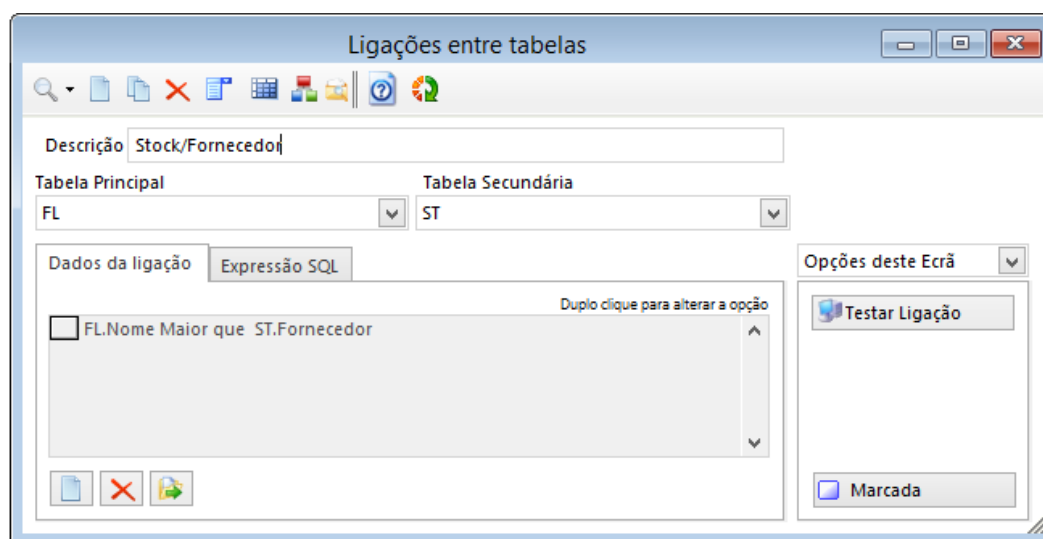 Ligações entre tabelas
Descrição Stock/Fornecedor
Tabela Principal Tabela Secundária
FL ST
Dados da ligação Expressão SQL Opções deste Ecrã
Duplo clique para alterar a opção
FL.Nome Maior que ST.Fornecedor
Testar Ligação
Marcada